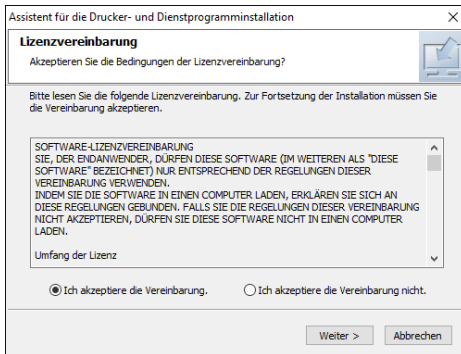 Assistent für die Drucker- und Dienstprogramminstallation
Lizenzvereinbarung
Akzeptieren Sie die Bedingungen der Lizenzvereinbarung?
Bitte lesen Sie die folgende Lizenzvereinbarung. Zur Fortsetzung der Installation müssen Sie
die Vereinbarung akzeptieren.
SOFTWARE-LIZENZVEREINBARUNG
SIE, DER ENDANWENDER, DÜRFEN DIESE SOFTWARE (IM WEITEREN ALS "DIESE
SOFTWARE" BEZEICHNET) NUR ENTSPRECHEND DER REGELUNGEN DIESER
VEREINBARUNG VERWENDEN.
INDEM SIE DIE SOFTWARE IN EINEN COMPUTER LADEN, ERKLÄREN SIE SICH AN
DIESE REGELUNGEN GEBUNDEN. FALLS SIE DIE REGELUNGEN DIESER VEREINBARUNG
NICHT AKZEPTIEREN, DÜRFEN SIE DIESE SOFTWARE NICHT IN EINEN COMPUTER
LADEN.
Umfang der Lizenz
Ich akzeptiere die Vereinbarung. Ich akzeptiere die Vereinbarung nicht.
Weiter > Abbrechen